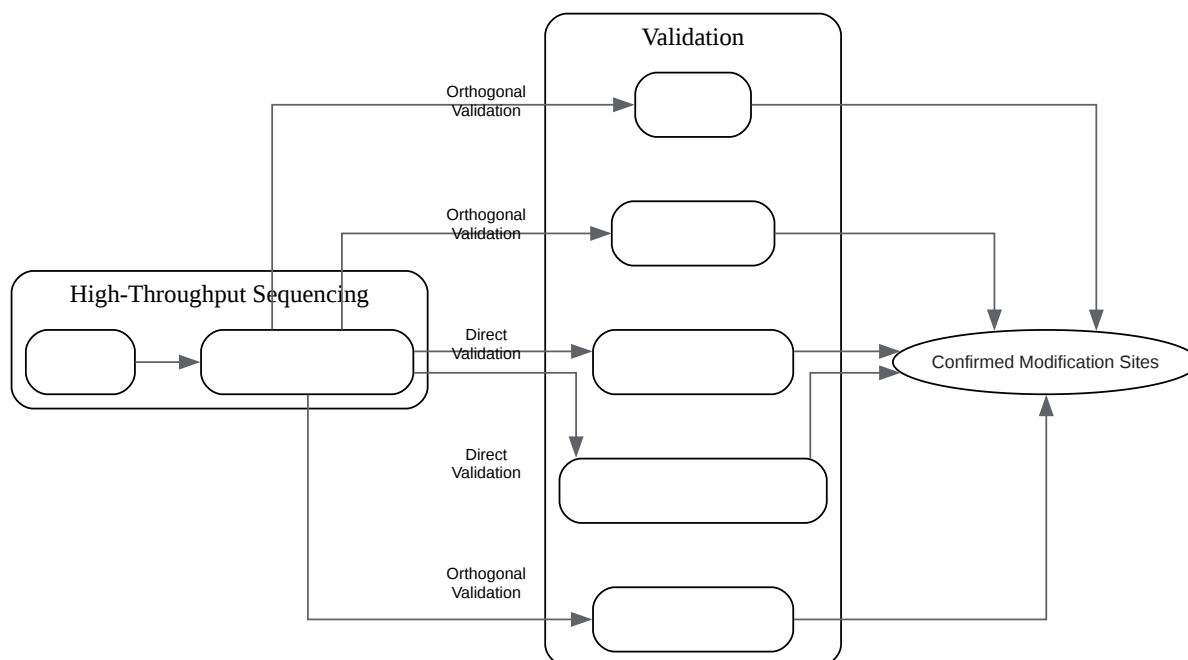 Validation
Orthogonal
Validation
Orthogonal
Validation
High-Throughput Sequencing
Direct
Validation
Confirmed Modification Sites
Direct
Validation
Orthogonal
Validation